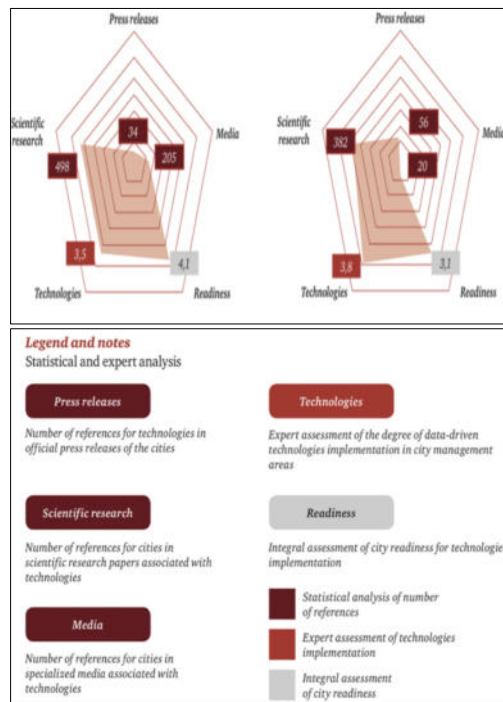 Press releases
Press releases
Scientific research
34
Media
205
498
3,5
4,1
Technologies
Readiness
Scientific research
56
Media
382
20
3,8
3,1
Technologies
Readiness
Legend and notes
Statistical and expert analysis
Press releases
Number of references for technologies in
official press releases of the cities
Technologies
Expert assessment of the degree of data-driven
technologies implementation in city management
areas
Scientific research
Number of references for cities in
scientific research papers associated with
technologies
Readiness
Integral assessment of city readiness for technologie
implementation
Media
Number of references for cities in
specialized media associated with
technologies
Statistical analysis of number
of references
Expert assessment of technologies
implementation
Integral assessment
of city readiness